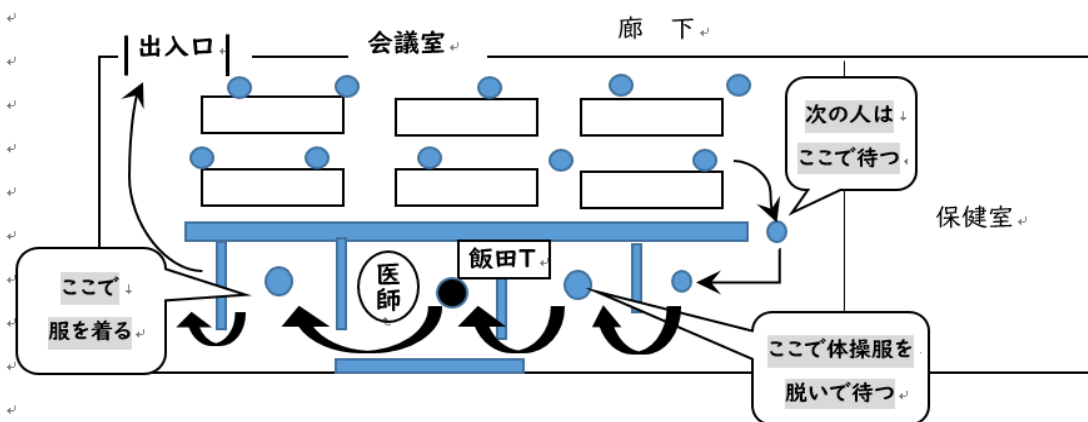 廊　下
会議室
出入口
次の人は
ここで待つ
保健室
飯田T
医
師
ここで
服を着る
ここで体操服を
脱いで待つ